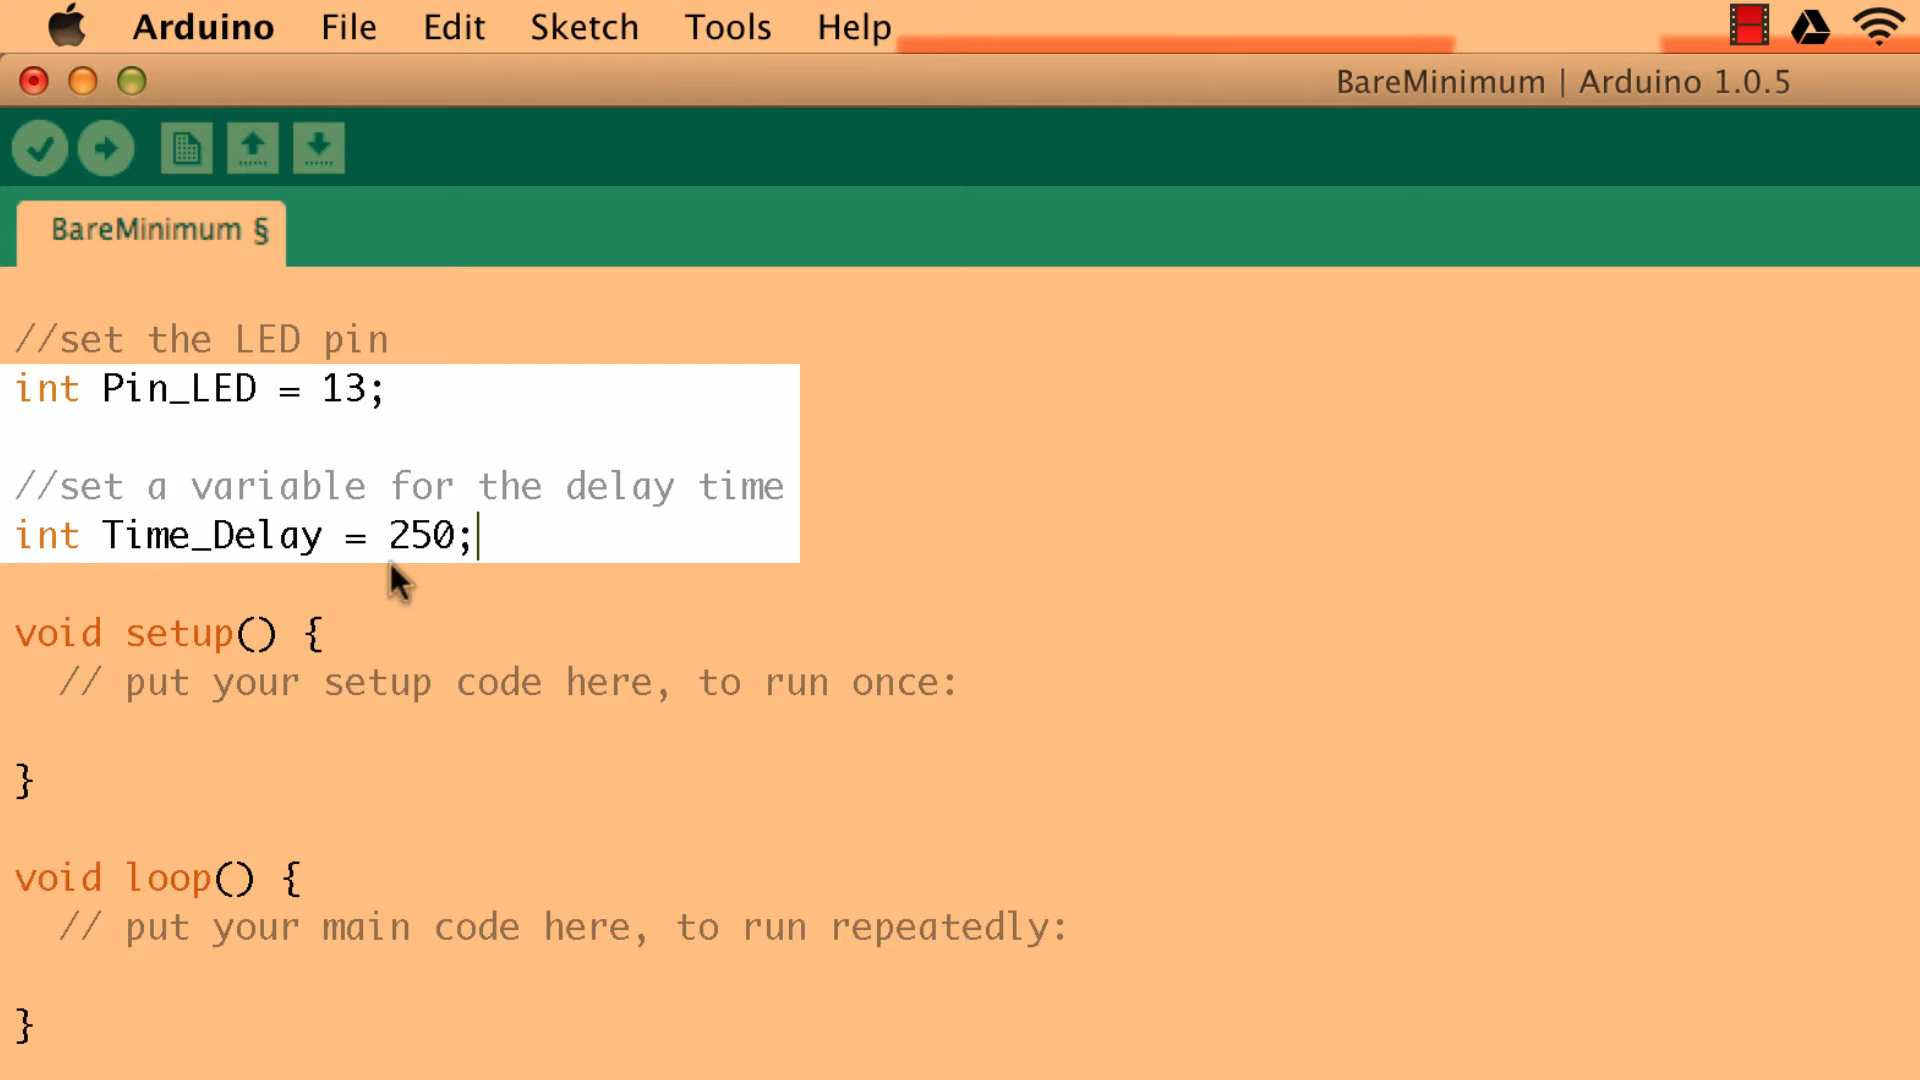 Arduino File Edit Sketch Tools Help
BareMinimum | Arduino 1.0.5
BareMinimum §
//set the LED pin
int Pin_LED = 13;
//set a variable for the delay time
int Time_Delay = 250;
void setup() {
// put your setup code here, to run once:
}
void loop() {
// put your main code here, to run repeatedly:
}